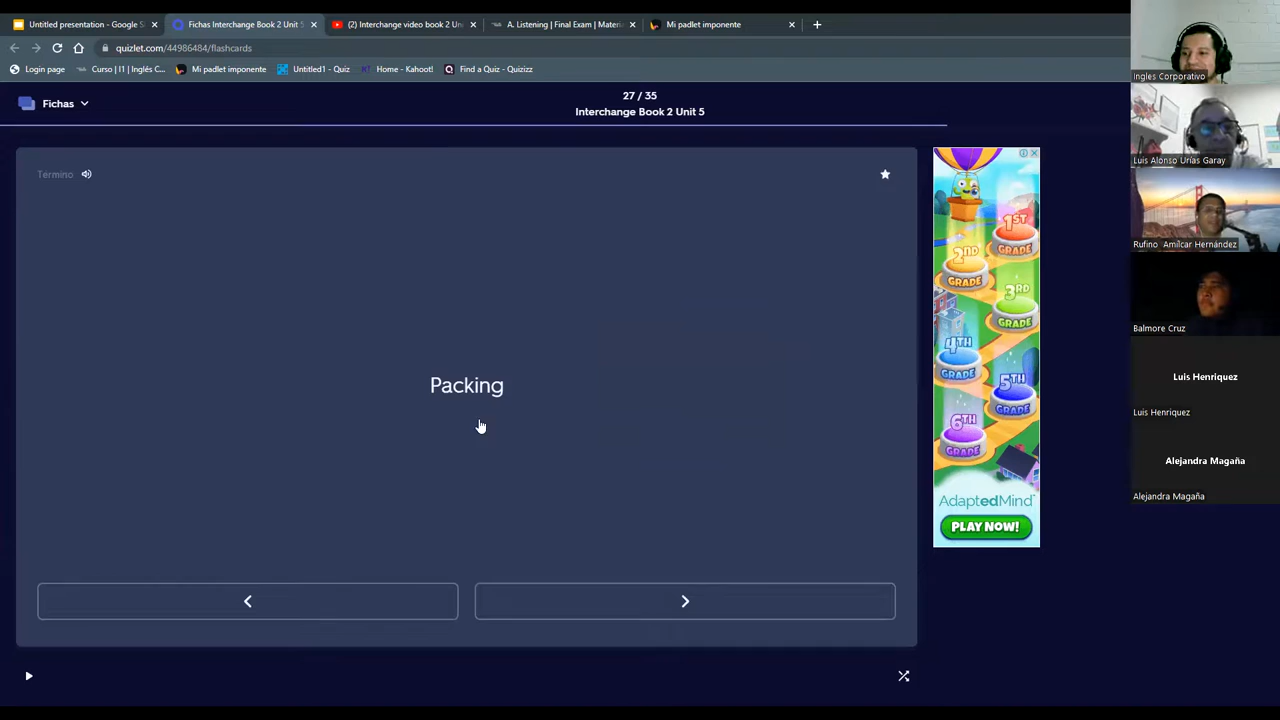 Untitled presentation - Google S
Fichas Interchange Book 2 Unit 5
(2) Interchange video book 2 Un
A. Listening | Final Exam | Mater
Mi padlet imponente
quizlet.com/44986484/flashcards
Login page
Curso | I1 | Inglés C...
Mi padlet imponente
Untitled1 - Quiz
Home - Kahoot!
Find a Quiz - Quizizz
Fichas
27 / 35
Interchange Book 2 Unit 5
Termino
Packing
1ST
GRADE
2ND
GRADE
3RD
GRADE
4TH
GRADE
5TH
GRADE
6TH
GRADE
AdaptedMind
PLAY NOW!
Ingles Corporativo
Luis Alonso Urías Garay
Rufino Amílcar Hernández
Balmore Cruz
Luis Henriquez
Luis Henriquez
Alejandra Magaña
Alejandra Magaña